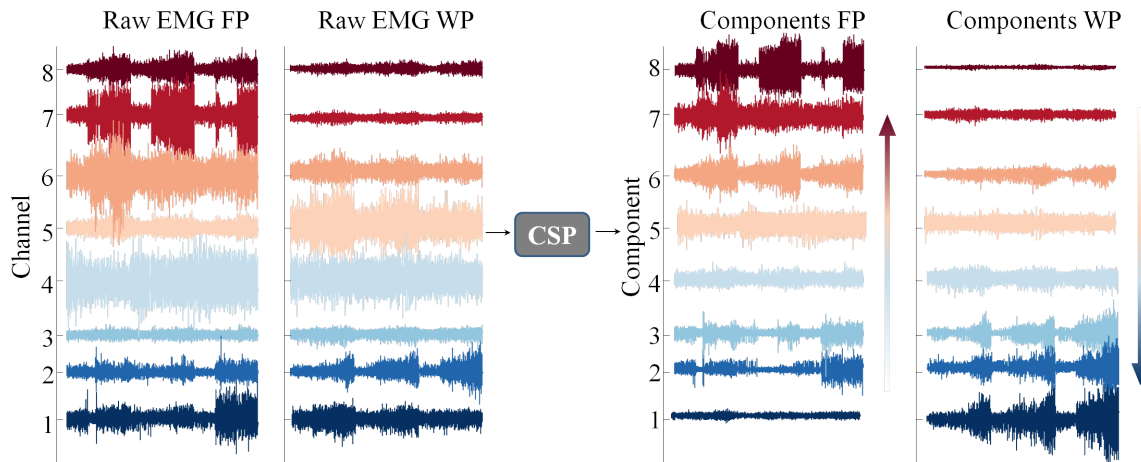 Raw EMG FP
Raw EMG WP
Components FP
Components WP
Channel
8
7
6
5
4
3
2
1
CSP
Component
8
7
6
5
4
3
2
1